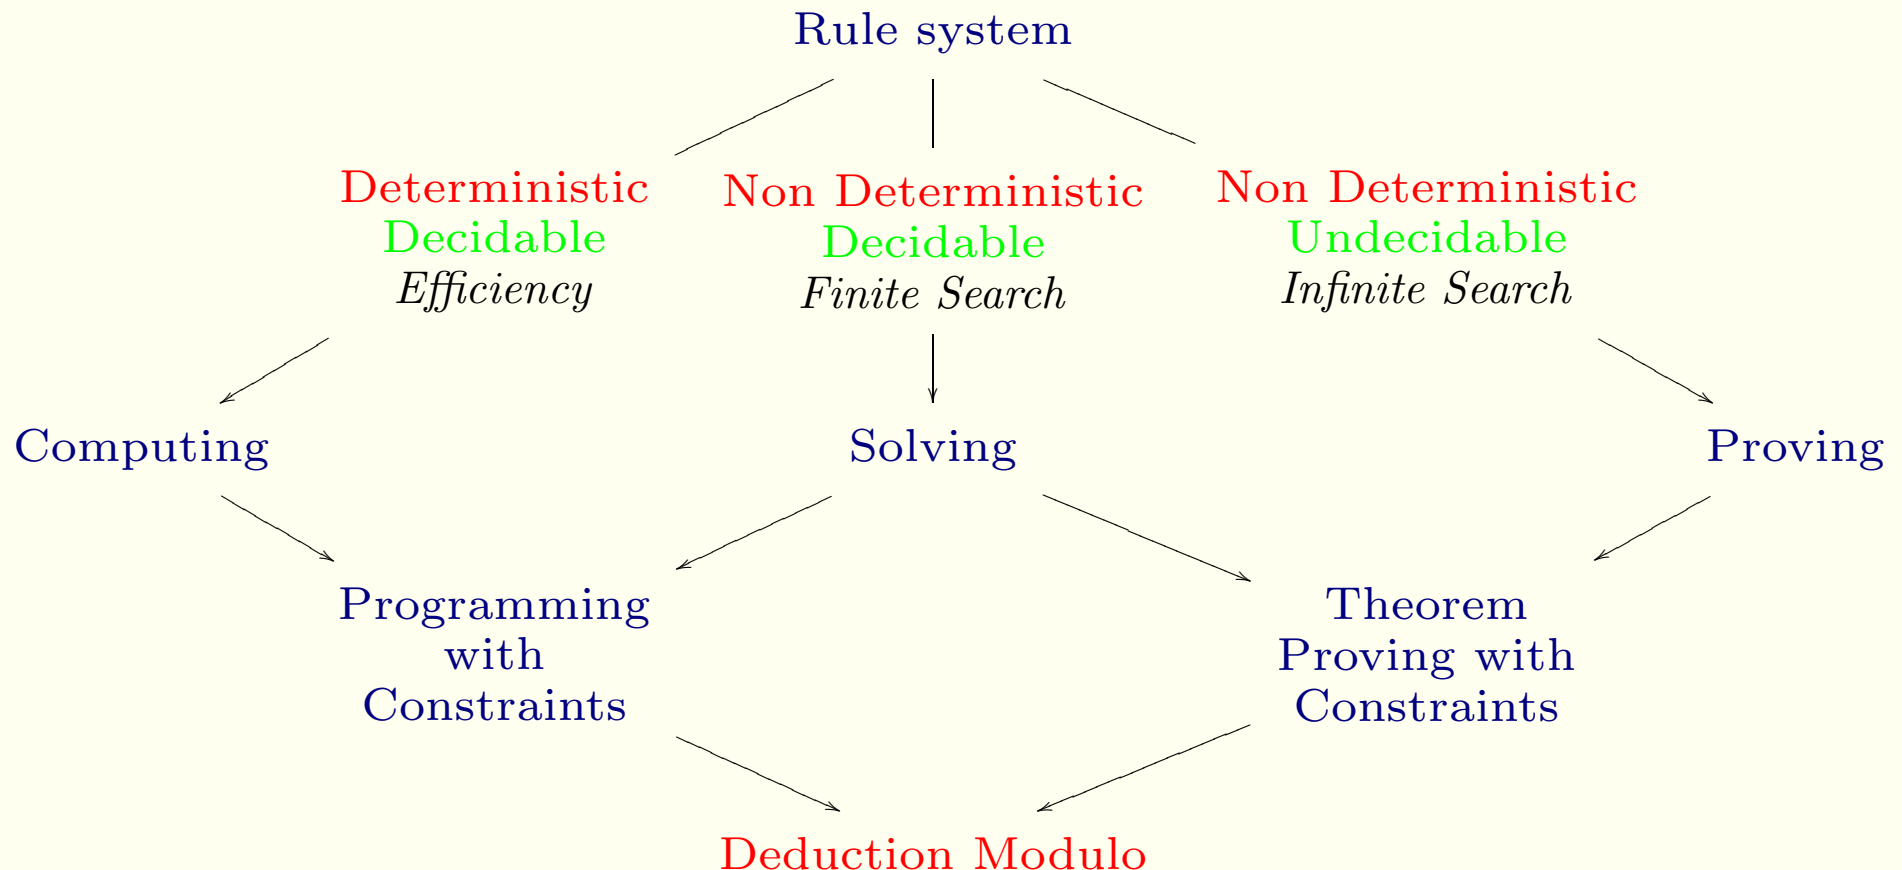 Rule system
Deterministic
Decidable
Efficiency
Non Deterministic
Decidable
Finite Search
Non Deterministic
Undecidable
Infinite Search
Computing
Solving
Proving
Programming
with
Constraints
Theorem
Proving with
Constraints
Deduction Modulo